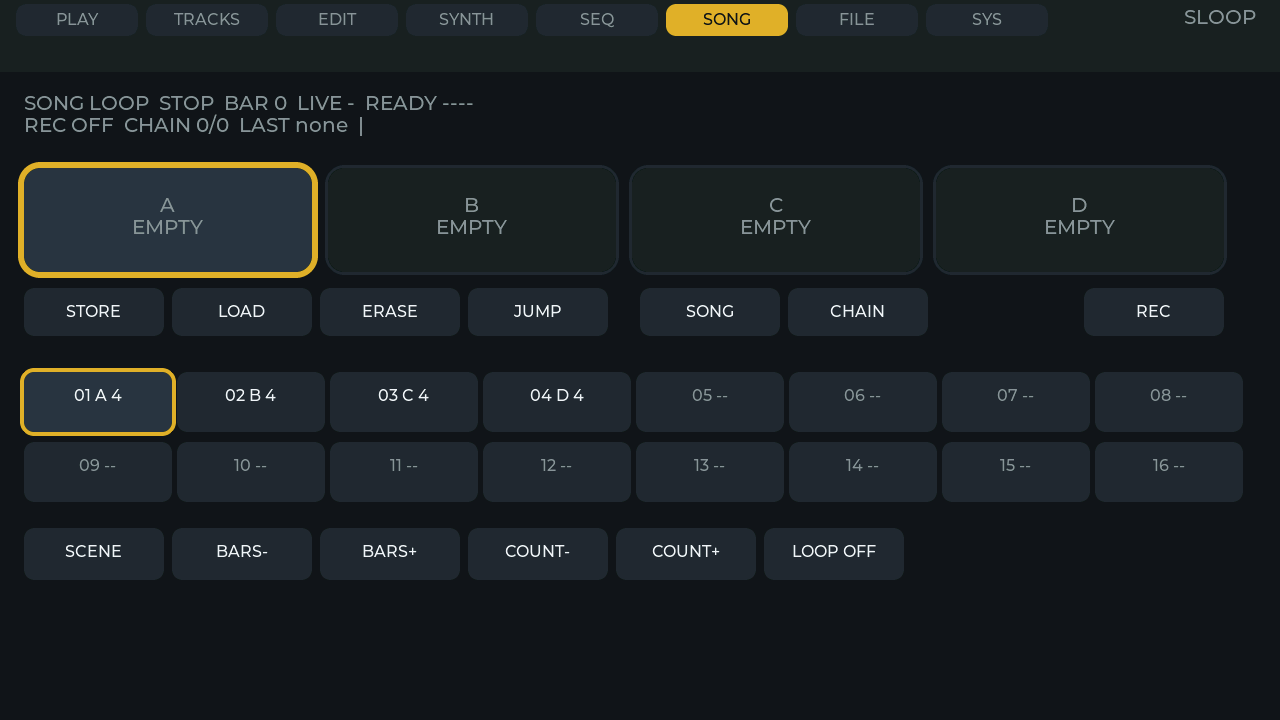 PLAY TRACKS EDIT SYNTH SEQ SONG FILE SYS SLOOP
SONG LOOP  STOP  BAR 0  LIVE -  READY ----
REC OFF  CHAIN 0/0  LAST none  |
A B C D
EMPTY EMPTY EMPTY EMPTY
STORE LOAD ERASE JUMP SONG CHAIN REC
01 A 4 02 B 4 03 C 4 04 D 4 05 -- 06 -- 07 -- 08 --
09 -- 10 -- 11 -- 12 -- 13 -- 14 -- 15 -- 16 --
SCENE BARS- BARS+ COUNT- COUNT+ LOOP OFF